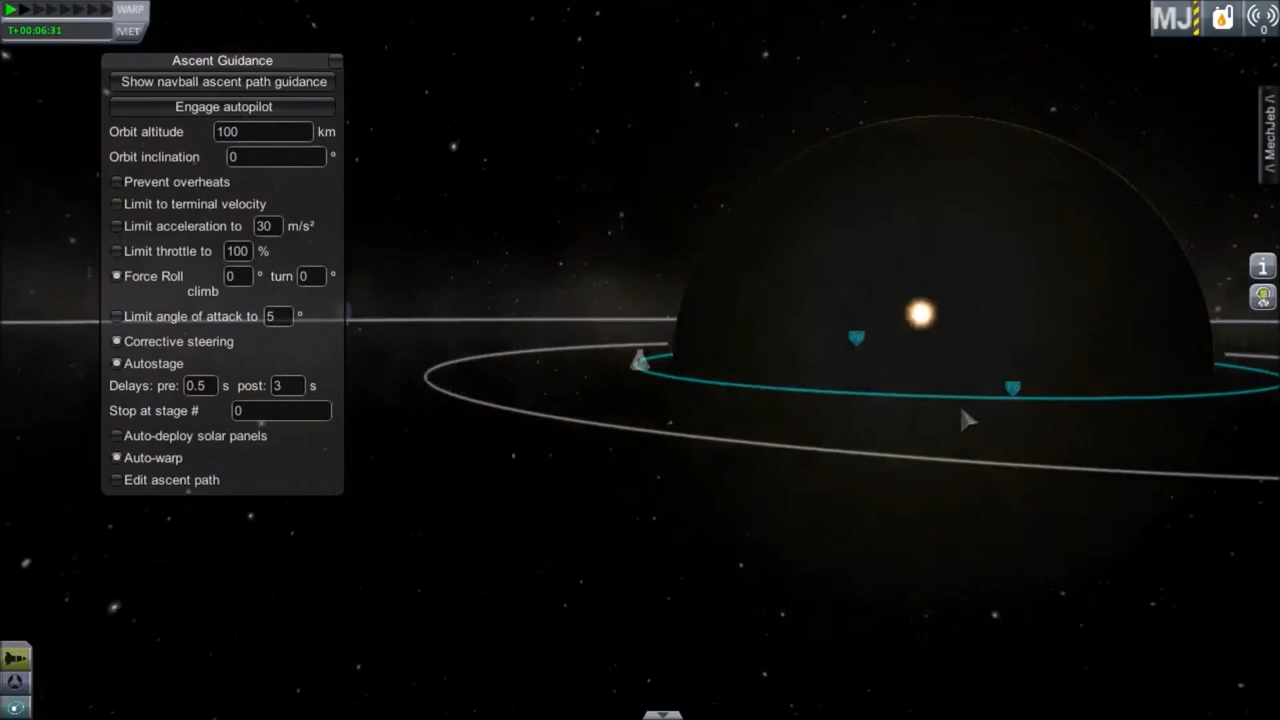 WARP
T+00:06:31
MET
MJ
0
Ascent Guidance
Show navball ascent path guidance
Engage autopilot
Orbit altitude 100 km
Orbit inclination 0 °
Prevent overheats
Limit to terminal velocity
Limit acceleration to 30 m/s²
Limit throttle to 100 %
Force Roll 0 ° turn 0 °
climb
Limit angle of attack to 5 °
Corrective steering
Autostage
Delays: pre: 0.5 s post: 3 s
Stop at stage # 0
Auto-deploy solar panels
Auto-warp
Edit ascent path
/\ MechJeb /\